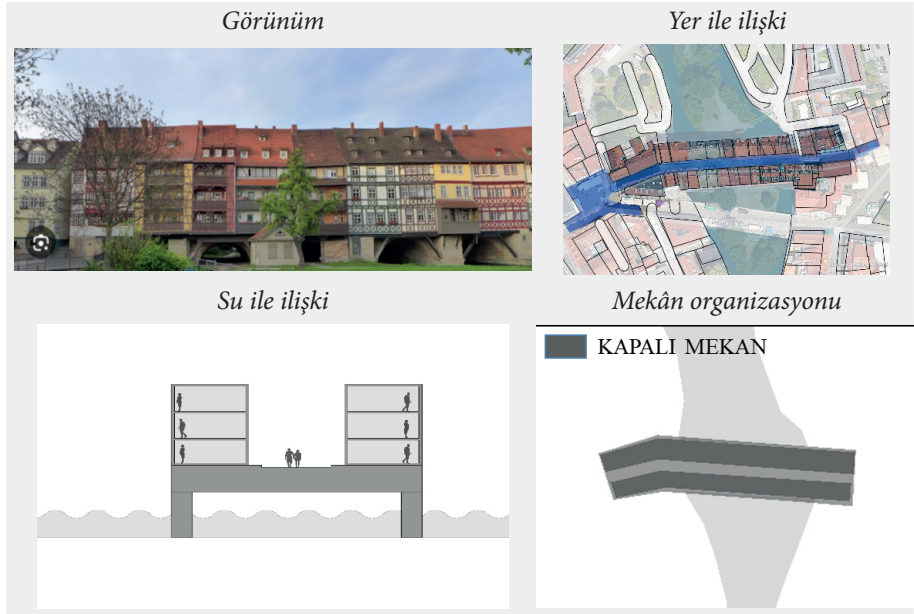 Görünüm
Yer ile ilişki
Su ile ilişki
Mekân organizasyonu
KAPALI MEKAN